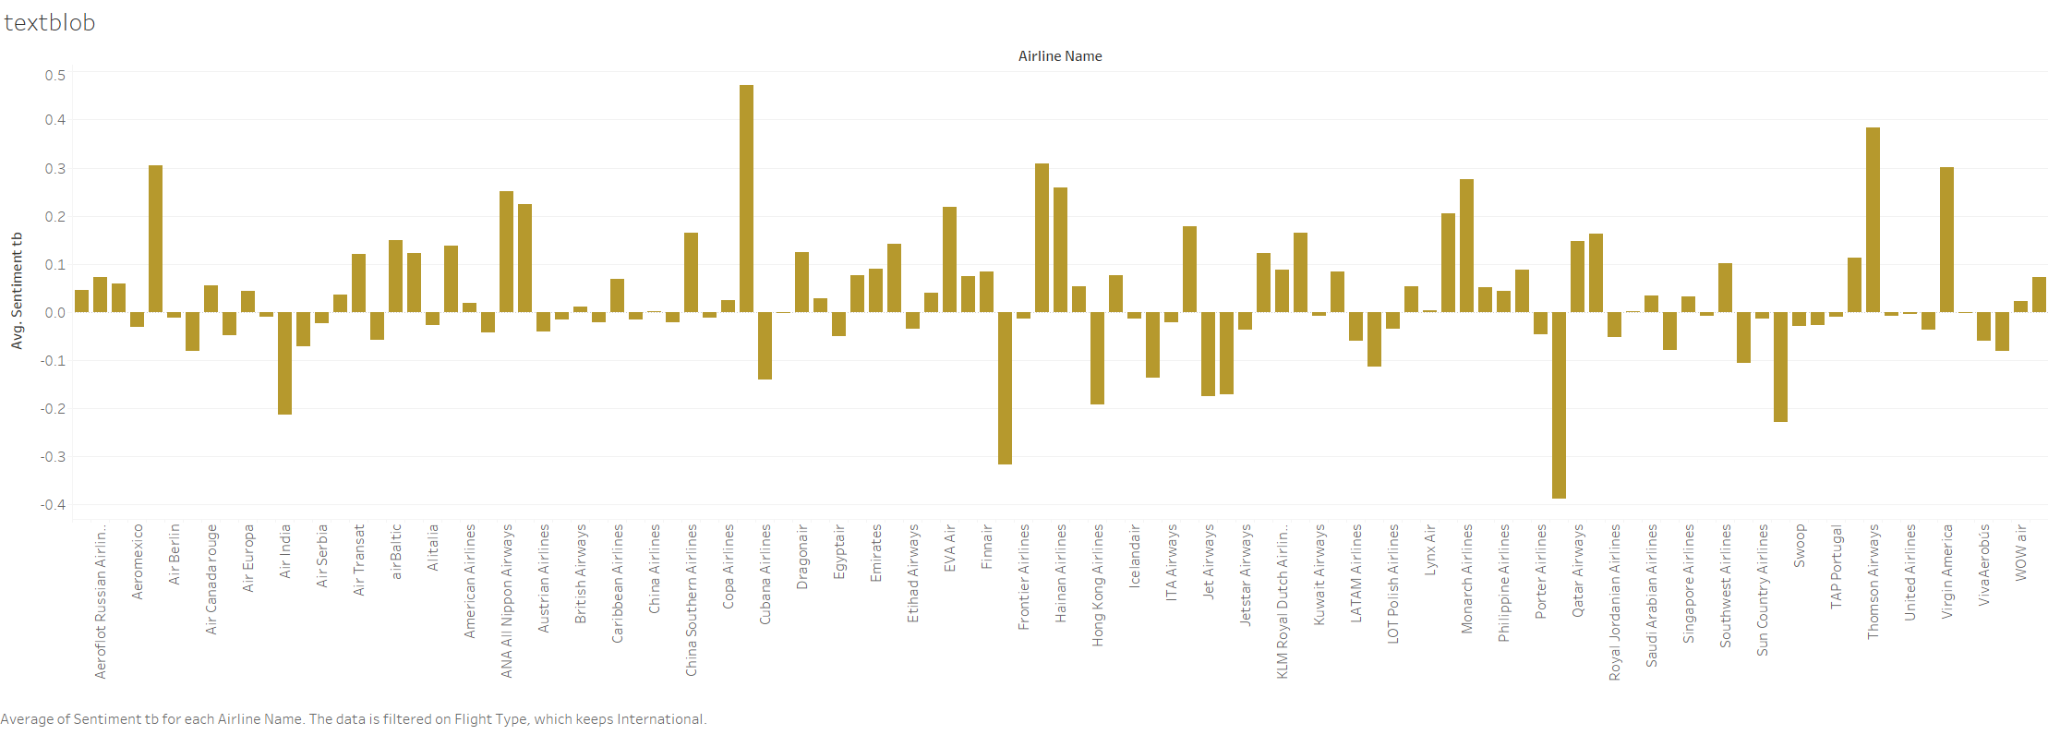 textblob
Airline Name
Avg. Sentiment tb
0.5
0.4
0.3
0.2
0.1
0.0
-0.1
-0.2
-0.3
-0.4
Aeroflot Russian Airlin..
Aeromexico
Air Berlin
Air Canada rouge
Air Europa
Air India
Air Serbia
Air Transat
airBaltic
Alitalia
American Airlines
ANA All Nippon Airways
Austrian Airlines
British Airways
Caribbean Airlines
China Airlines
China Southern Airlines
Copa Airlines
Cubana Airlines
Dragonair
Egyptair
Emirates
Etihad Airways
EVA Air
Finnair
Frontier Airlines
Hainan Airlines
Hong Kong Airlines
Icelandair
ITA Airways
Jet Airways
Jetstar Airways
KLM Royal Dutch Airlin..
Kuwait Airways
LATAM Airlines
LOT Polish Airlines
Lynx Air
Monarch Airlines
Philippine Airlines
Porter Airlines
Qatar Airways
Royal Jordanian Airlines
Saudi Arabian Airlines
Singapore Airlines
Southwest Airlines
Sun Country Airlines
Swoop
TAP Portugal
Thomson Airways
United Airlines
Virgin America
VivaAerobús
WOW air
Average of Sentiment tb for each Airline Name. The data is filtered on Flight Type, which keeps International.